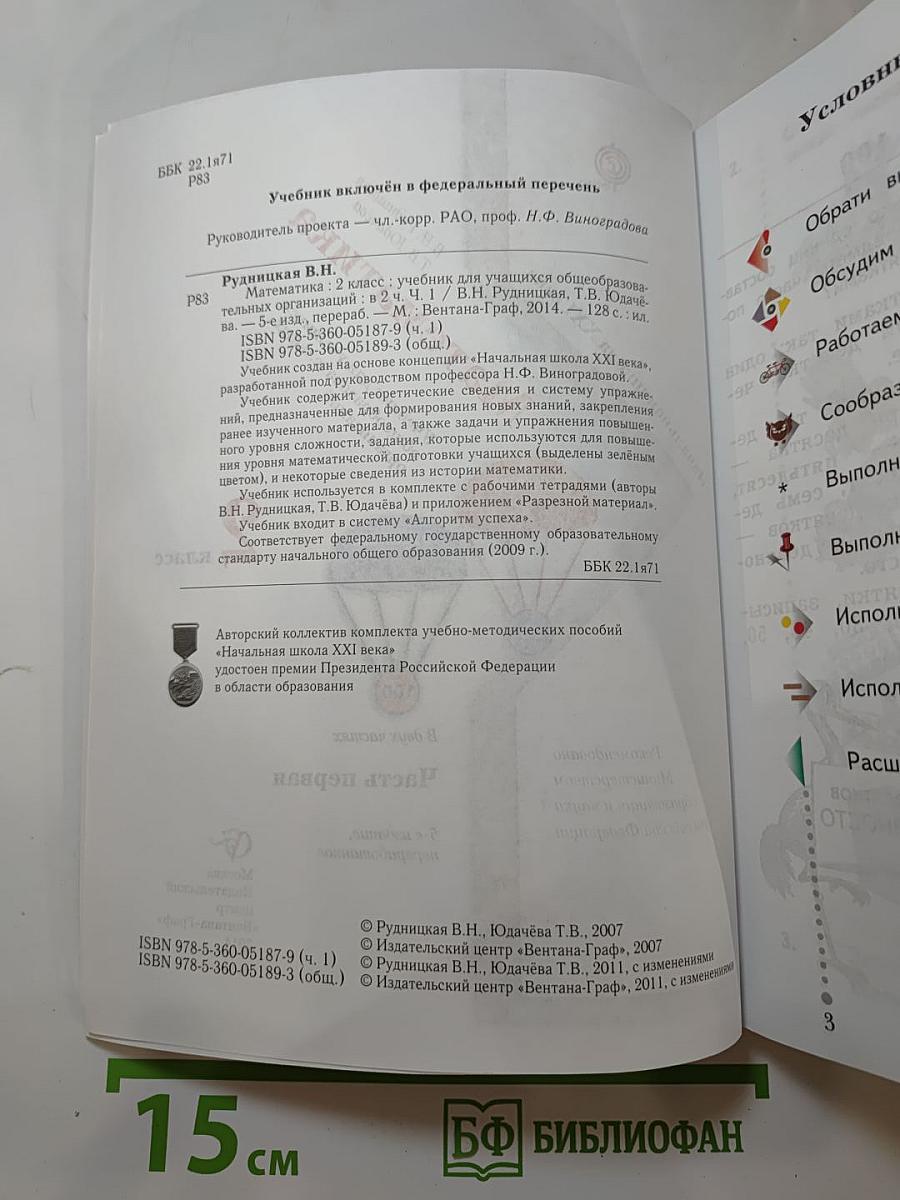 ББК 22.1я71
Р83
Учебник включён в федеральный перечень
Руководитель проекта — чл.-корр. РАО, проф. Н.Ф. Виноградова
Рудницкая В.Н.
Р83 Математика : 2 класс : учебник для учащихся общеобразова-
тельных организаций : в 2 ч. Ч. 1 / В.Н. Рудницкая, Т.В. Юдачё-
ва. — 5-е изд., перераб. — М. : Вентана-Граф, 2014. — 128 с. : ил.
ISBN 978-5-360-05187-9 (ч. 1)
ISBN 978-5-360-05189-3 (общ.)
Учебник создан на основе концепции «Начальная школа XXI века»,
разработанной под руководством профессора Н.Ф. Виноградовой.
Учебник содержит теоретические сведения и систему упражне-
ний, предназначенные для формирования новых знаний, закрепления
ранее изученного материала, а также задачи и упражнения повышен-
ного уровня сложности, задания, которые используются для повыше-
ния уровня математической подготовки учащихся (выделены зелёным
цветом), и некоторые сведения из истории математики.
Учебник используется в комплекте с рабочими тетрадями (авторы
В.Н. Рудницкая, Т.В. Юдачёва) и приложением «Разрезной материал».
Учебник входит в систему «Алгоритм успеха».
Соответствует федеральному государственному образовательному
стандарту начального общего образования (2009 г.).
ББК 22.1я71
Авторский коллектив комплекта учебно-методических пособий
«Начальная школа XXI века»
удостоен премии Президента Российской Федерации
в области образования
ISBN 978-5-360-05187-9 (ч. 1)
ISBN 978-5-360-05189-3 (общ.)
© Рудницкая В.Н., Юдачёва Т.В., 2007
© Издательский центр «Вентана-Граф», 2007
© Рудницкая В.Н., Юдачёва Т.В., 2011, с изменениями
© Издательский центр «Вентана-Граф», 2011, с изменениями
Условн
Обрати в
Обсудим
Работаем
Сообраз
* Выполн
Выполн
Исполь
Испол
Расш
3
15 см
БФ БИБЛИОФАН